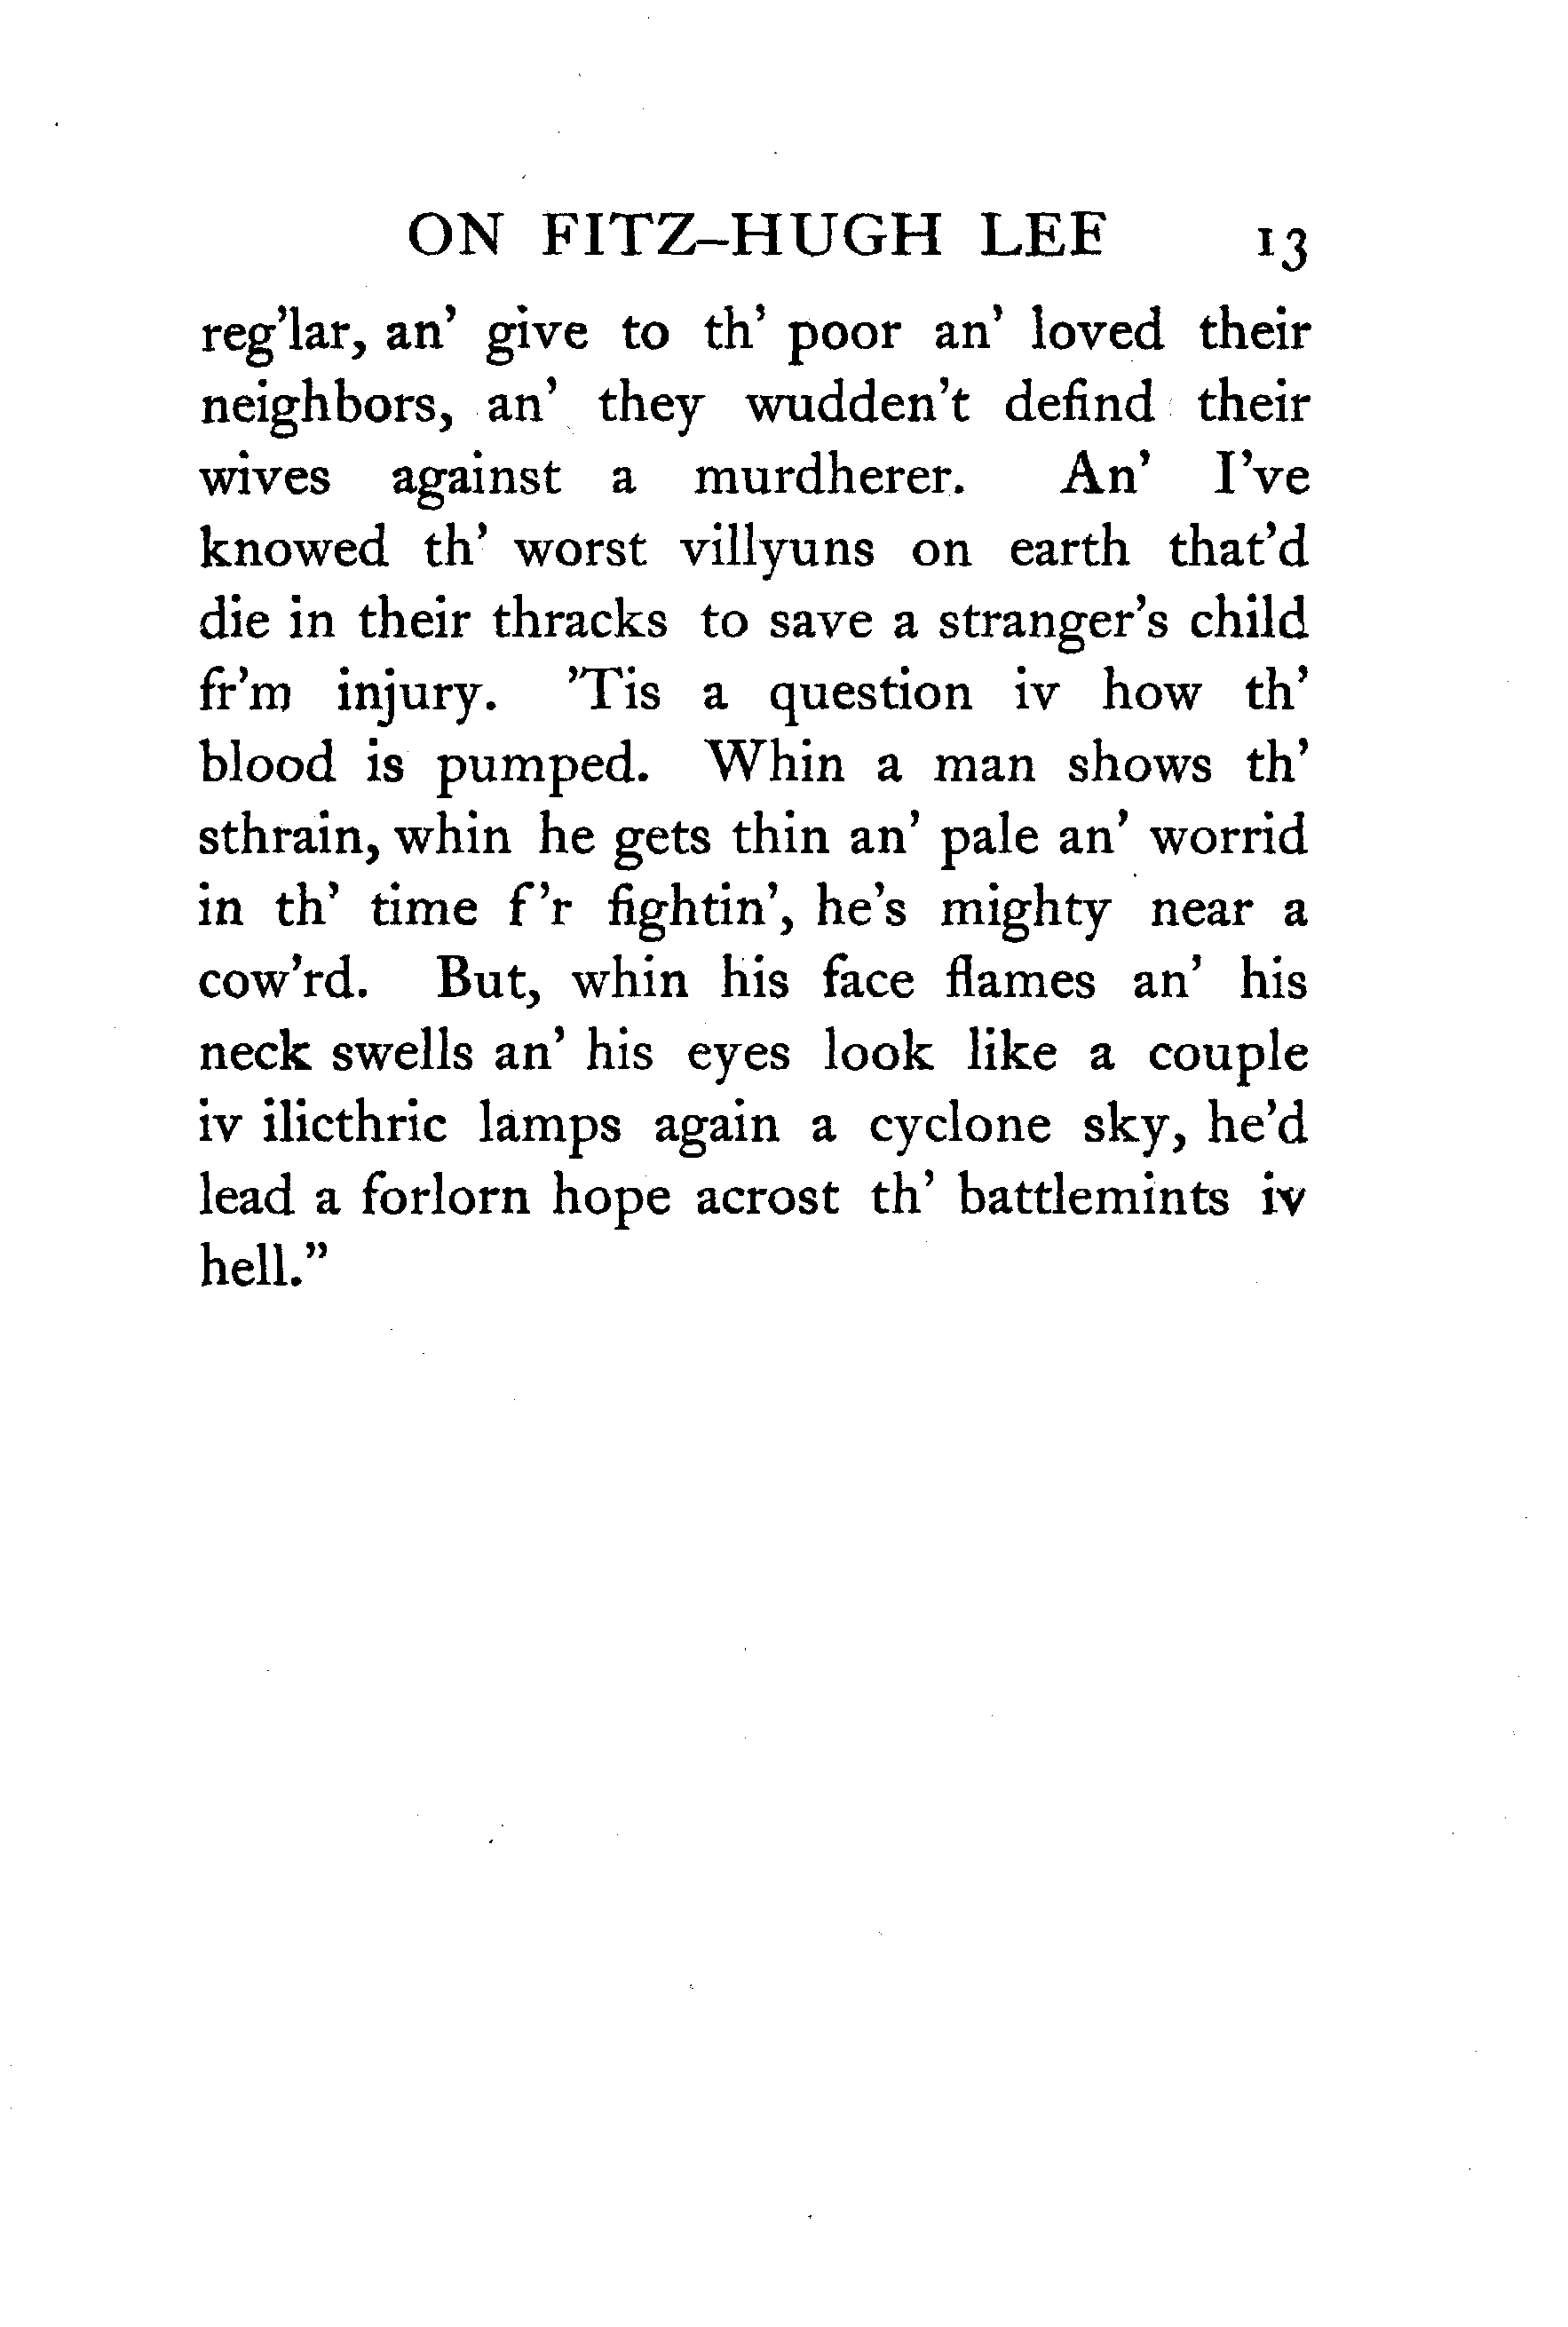 ON FITZ-HUGH LEE 13
reg'lar, an' give to th' poor an' loved their
neighbors, an' they wudden't defind their
wives against a murdherer. An' I've
knowed th' worst villyuns on earth that'd
die in their thracks to save a stranger's child
fr'm injury. 'Tis a question iv how th'
blood is pumped. Whin a man shows th'
sthrain, whin he gets thin an' pale an' worrid
in th' time f'r fightin', he's mighty near a
cow'rd. But, whin his face flames an' his
neck swells an' his eyes look like a couple
iv ilicthric lamps again a cyclone sky, he'd
lead a forlorn hope acrost th' battlemints iv
hell."